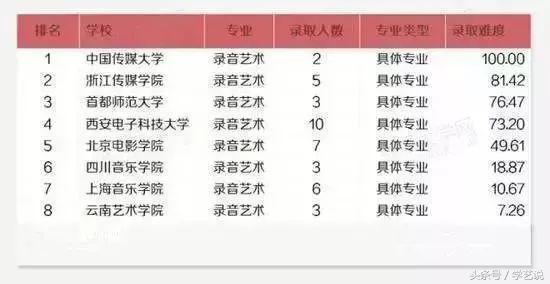 排名 学校 专业 录取人数 专业类型 录取难度
1 中国传媒大学 录音艺术 2 具体专业 100.00
2 浙江传媒学院 录音艺术 5 具体专业 81.42
3 首都师范大学 录音艺术 3 具体专业 76.47
4 西安电子科技大学 录音艺术 10 具体专业 73.20
5 北京电影学院 录音艺术 7 具体专业 49.61
6 四川音乐学院 录音艺术 3 具体专业 18.87
7 上海音乐学院 录音艺术 6 具体专业 10.67
8 云南艺术学院 录音艺术 3 具体专业 7.26
头条号 / 学艺说